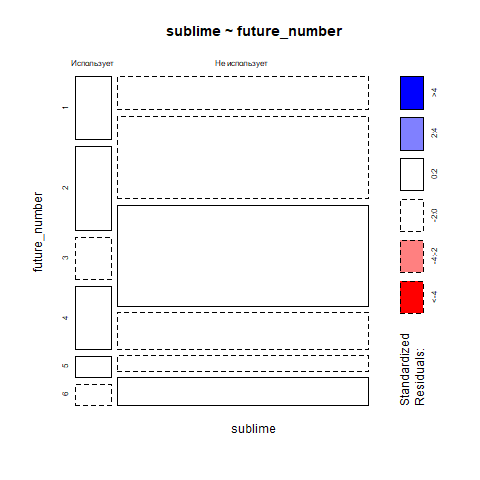 sublime ~ future_number
Использует
Не использует
1
2
3
4
5
6
future_number
sublime
>4
2:4
0:2
-2:0
-4:-2
<-4
Standardized
Residuals: